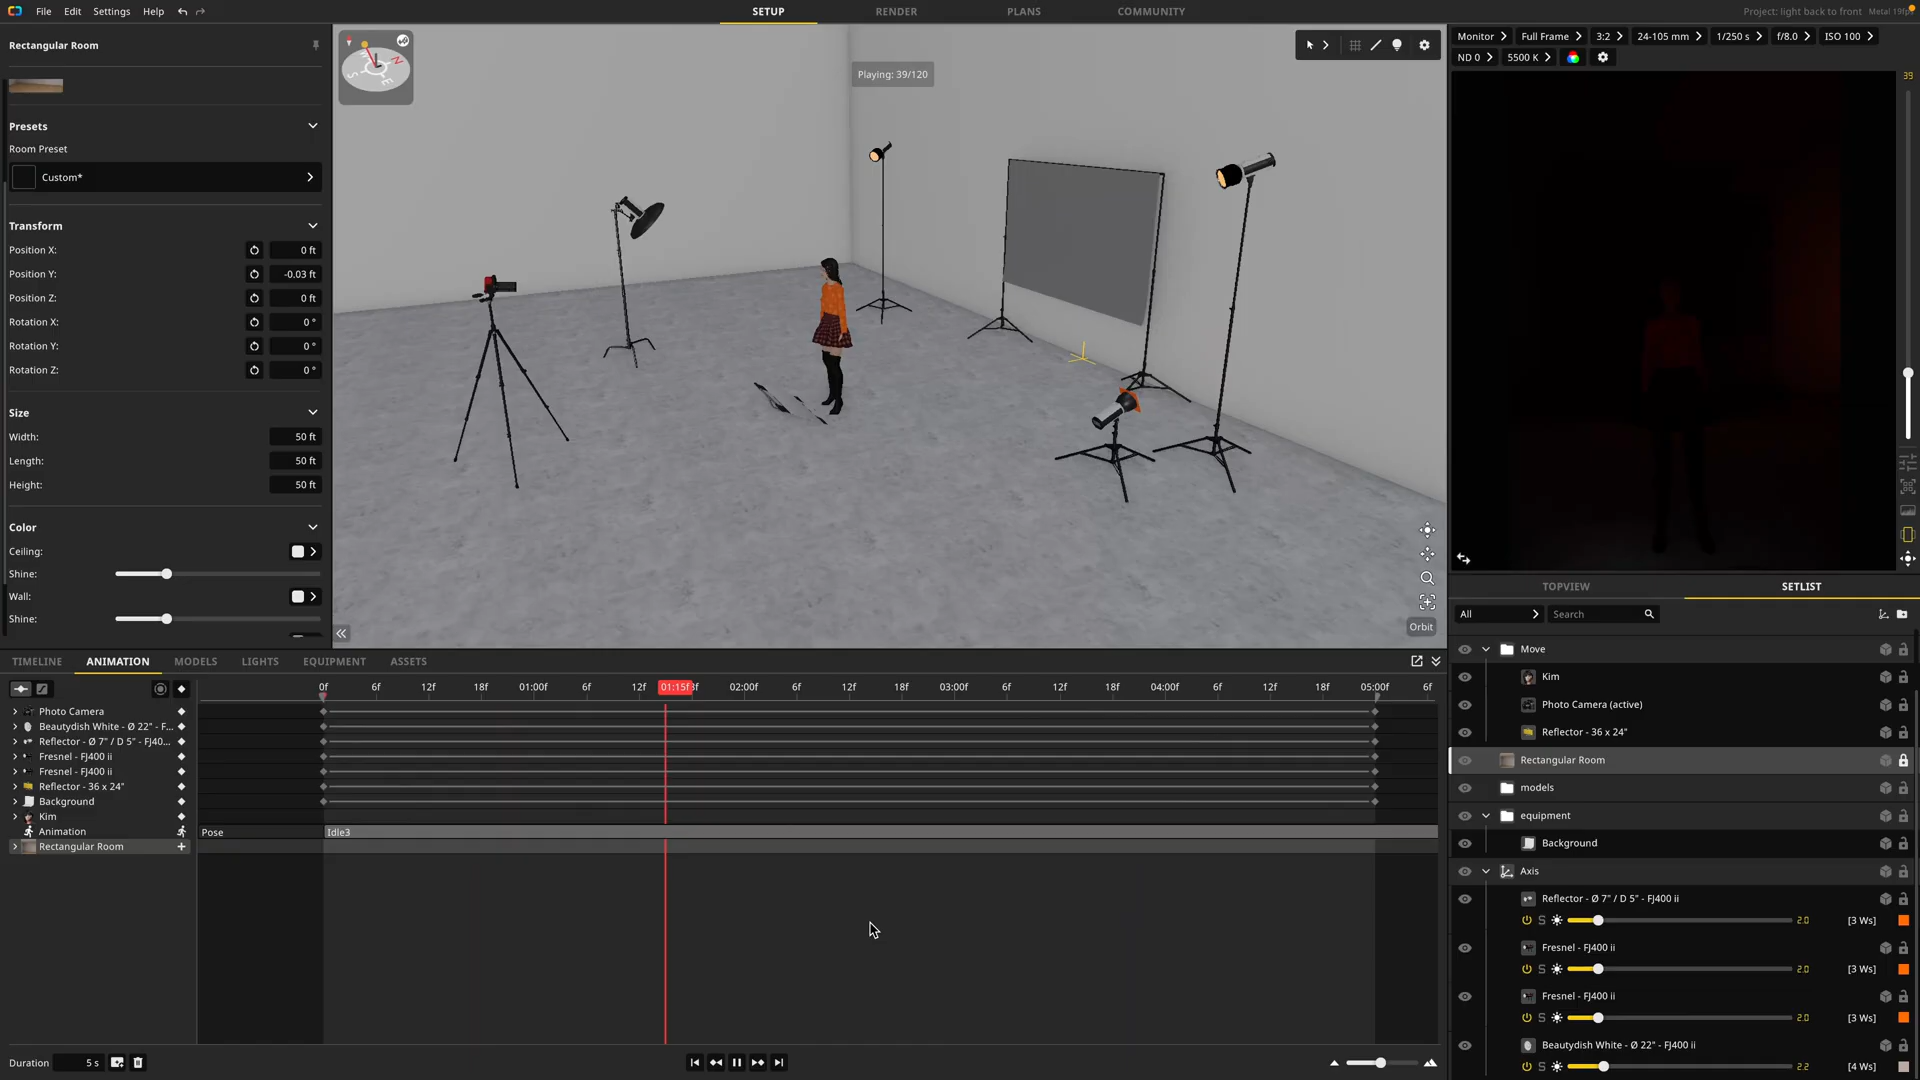 File Edit Settings Help
SETUP RENDER PLANS COMMUNITY
Project: light back to front Metal 19fps
Rectangular Room
Presets
Room Preset
Custom*
Transform
Position X: 0 ft
Position Y: -0.03 ft
Position Z: 0 ft
Rotation X: 0 °
Rotation Y: 0 °
Rotation Z: 0 °
Size
Width: 50 ft
Length: 50 ft
Height: 50 ft
Color
Ceiling:
Shine:
Wall:
Shine:
Playing: 39/120
Orbit
Monitor Full Frame 3:2 24-105 mm 1/250 s f/8.0 ISO 100
ND 0 5500 K
39
TOPVIEW SETLIST
All Search
Move
Kim
Photo Camera (active)
Reflector - 36 x 24"
Rectangular Room
models
equipment
Background
Axis
Reflector - Ø 7" / D 5" - FJ400 ii
S 2.0 [3 Ws]
Fresnel - FJ400 ii
S 2.0 [3 Ws]
Fresnel - FJ400 ii
S 2.0 [3 Ws]
Beautydish White - Ø 22" - FJ400 ii
S 2.2 [4 Ws]
TIMELINE ANIMATION MODELS LIGHTS EQUIPMENT ASSETS
0f 6f 12f 18f 01:00f 6f 12f 01:15f 02:00f 6f 12f 18f 03:00f 6f 12f 18f 04:00f 6f 12f 18f 05:00f 6f
Photo Camera
Beautydish White - Ø 22" - F...
Reflector - Ø 7" / D 5" - FJ40...
Fresnel - FJ400 ii
Fresnel - FJ400 ii
Reflector - 36 x 24"
Background
Kim
Animation Pose Idle3
Rectangular Room
Duration 5 s